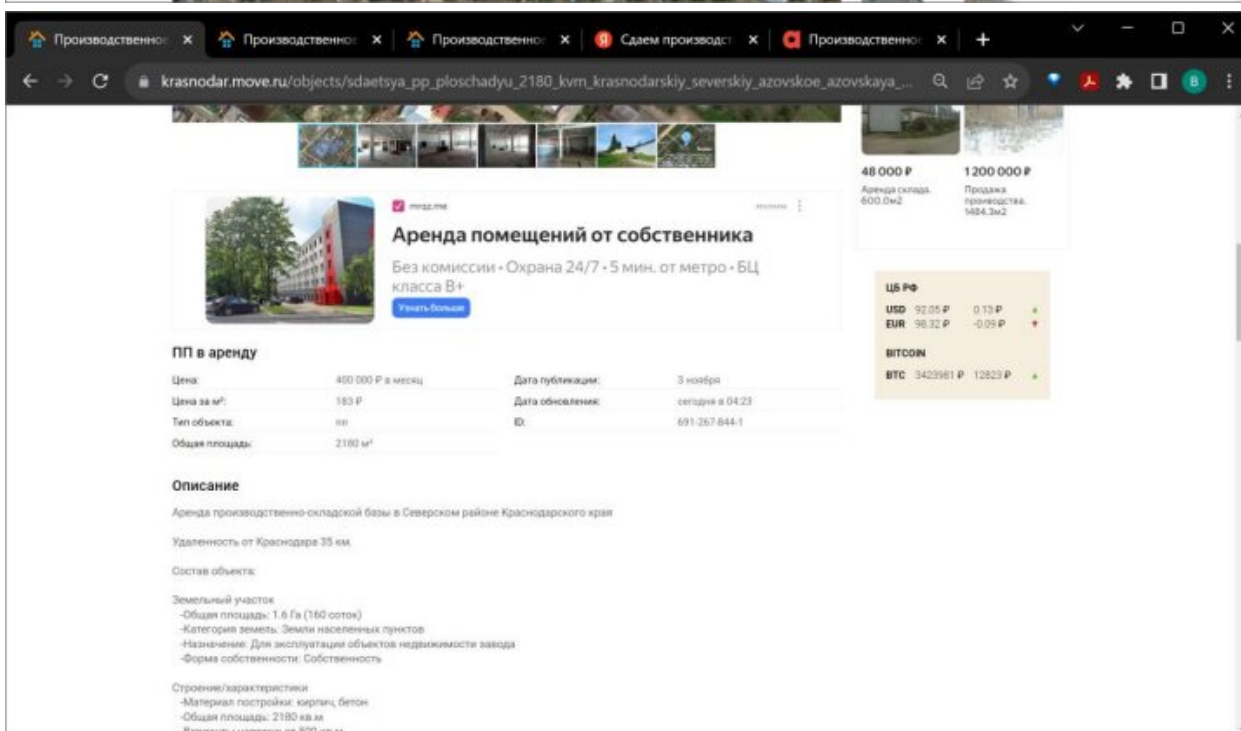 Производственно
Производственно
Производственно
Сдаем производст
Производственно
krasnodar.move.ru/objects/sdaetsya_pp_ploschadyu_2180_kvm_krasnodarskiy_severskiy_azovskoe_azovskaya_...
48 000 ₽
1 200 000 ₽
Аренда склада. 600.0м2
Продажа производства. 1484.3м2
mrqz.me
реклама
Аренда помещений от собственника
Без комиссии • Охрана 24/7 • 5 мин. от метро • БЦ
класса B+
Узнать больше
ЦБ РФ
USD 92.05 ₽ 0.13 ₽
EUR 98.32 ₽ -0.09 ₽
BITCOIN
BTC 3423981 ₽ 12823 ₽
ПП в аренду
Цена: 400 000 ₽ в месяц Дата публикации: 3 ноября
Цена за м²: 183 ₽ Дата обновления: сегодня в 04:23
Тип объекта: пп ID: 691-267-844-1
Общая площадь: 2180 м²
Описание
Аренда производственно-складской базы в Северском районе Краснодарского края
Удаленность от Краснодара 35 км.
Состав объекта:
Земельный участок
-Общая площадь: 1.6 Га (160 соток)
-Категория земель: Земли населенных пунктов
-Назначение: Для эксплуатации объектов недвижимости завода
-Форма собственности: Собственность
Строение/характеристики
-Материал постройки: кирпич, бетон
-Общая площадь: 2180 кв.м